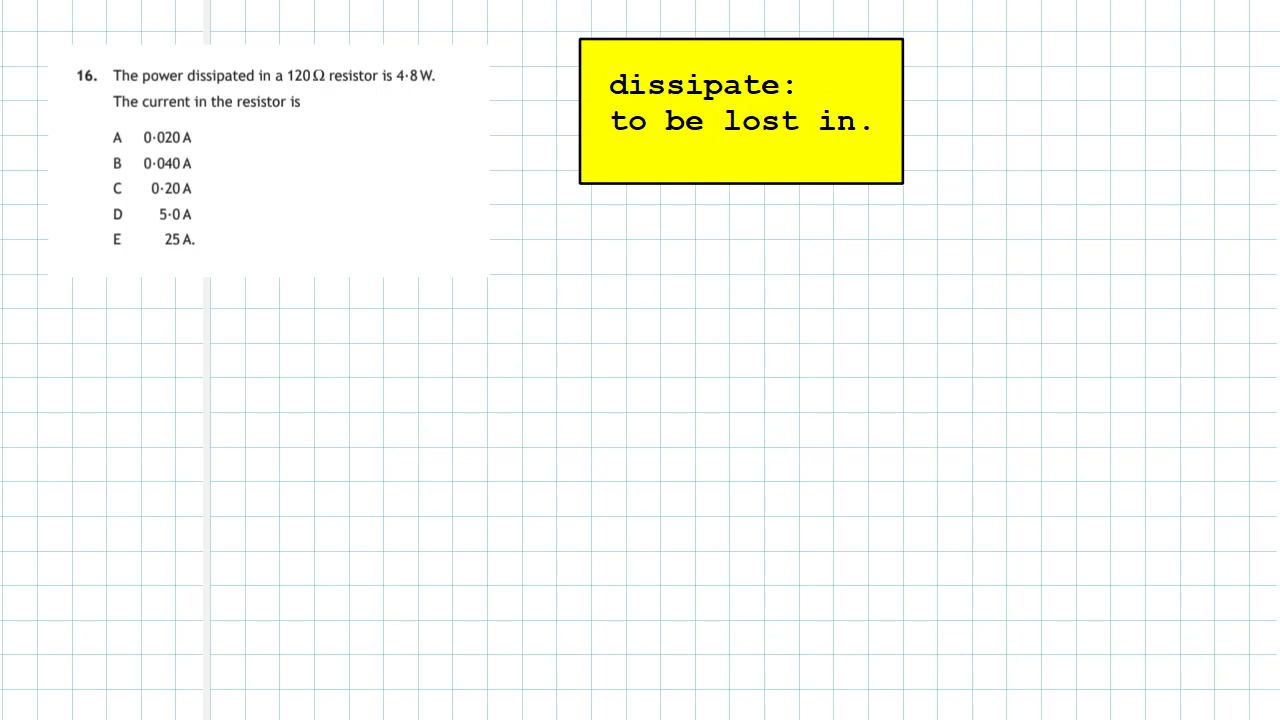 16. The power dissipated in a 120 Ω resistor is 4·8 W.
The current in the resistor is
A 0·020 A
B 0·040 A
C 0·20 A
D 5·0 A
E 25 A.
dissipate:
to be lost in.